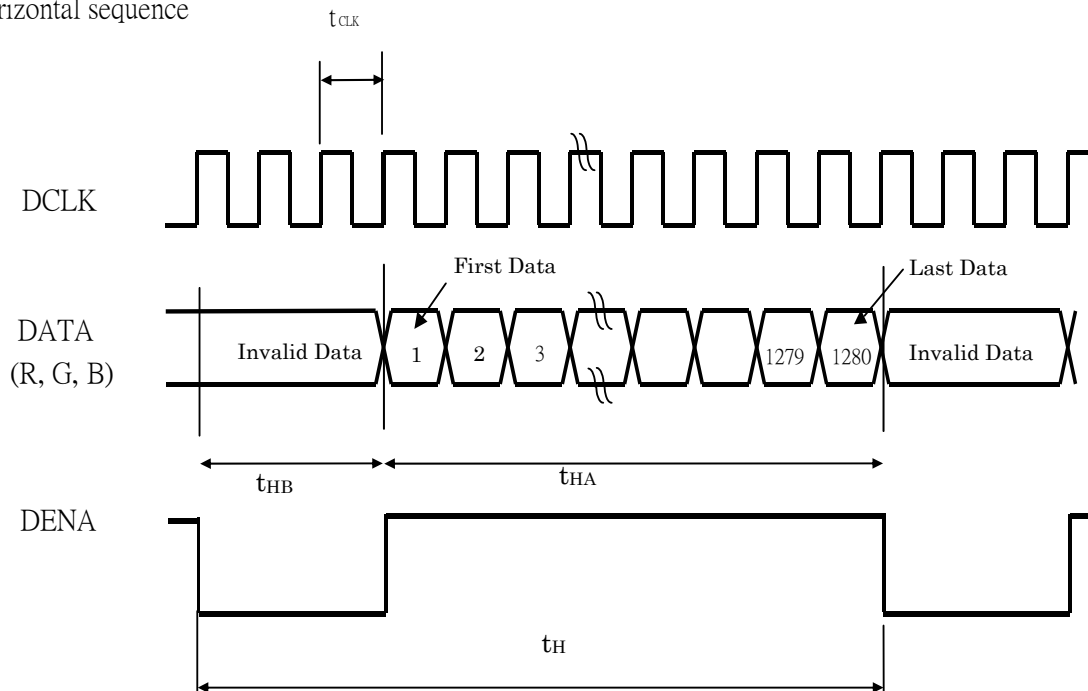 rizontal sequence
tCLK
DCLK
First Data
Last Data
DATA
(R, G, B)
Invalid Data
1
2
3
1279
1280
Invalid Data
tHB
tHA
DENA
tH